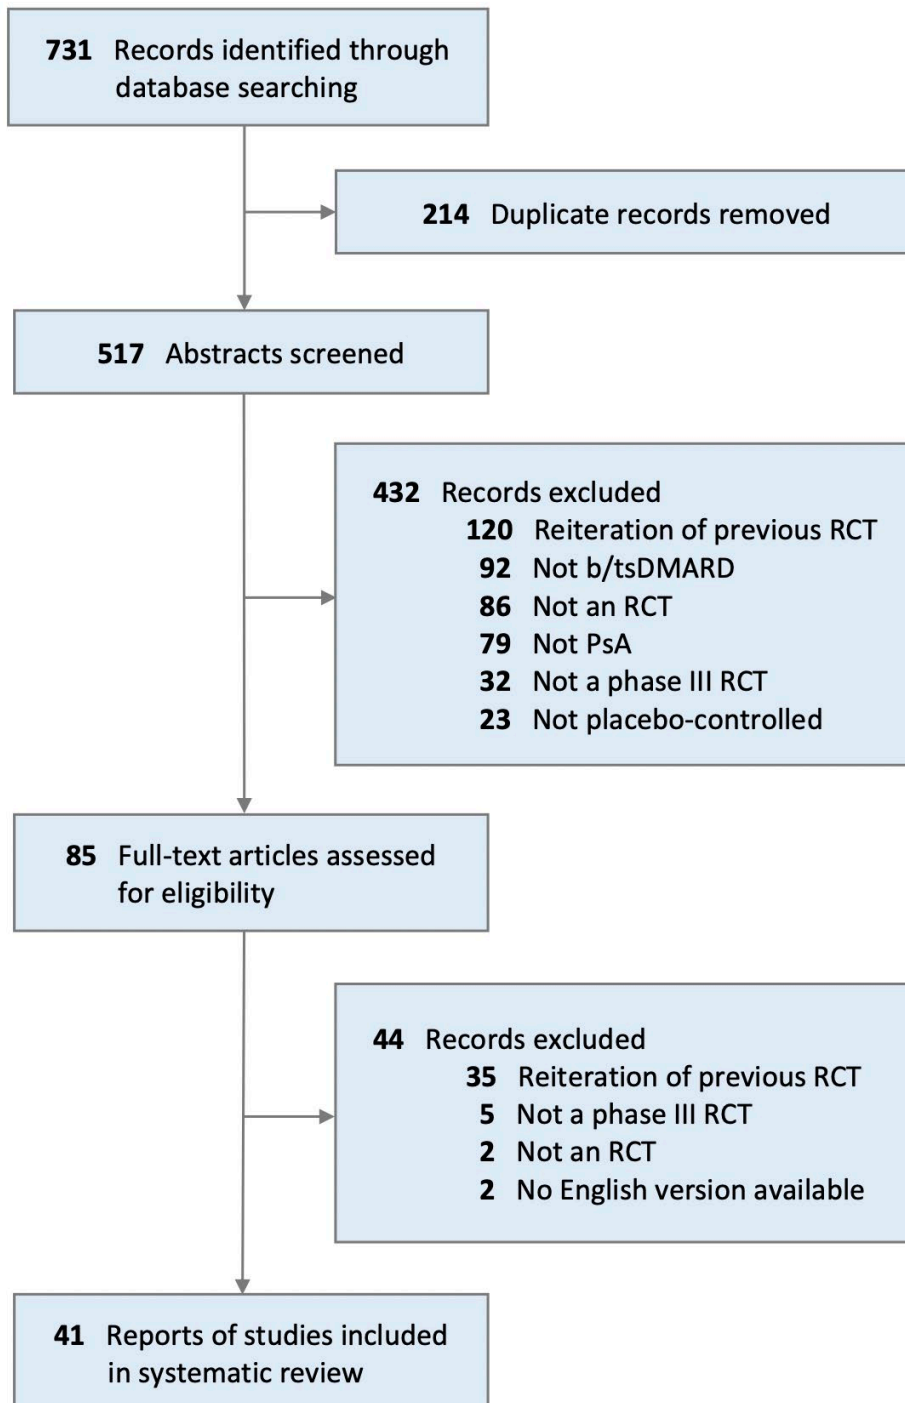 731 Records identified through
database searching
214 Duplicate records removed
517 Abstracts screened
432 Records excluded
120 Reiteration of previous RCT
92 Not b/tsDMARD
86 Not an RCT
79 Not PsA
32 Not a phase III RCT
23 Not placebo-controlled
85 Full-text articles assessed
for eligibility
44 Records excluded
35 Reiteration of previous RCT
5 Not a phase III RCT
2 Not an RCT
2 No English version available
41 Reports of studies included
in systematic review